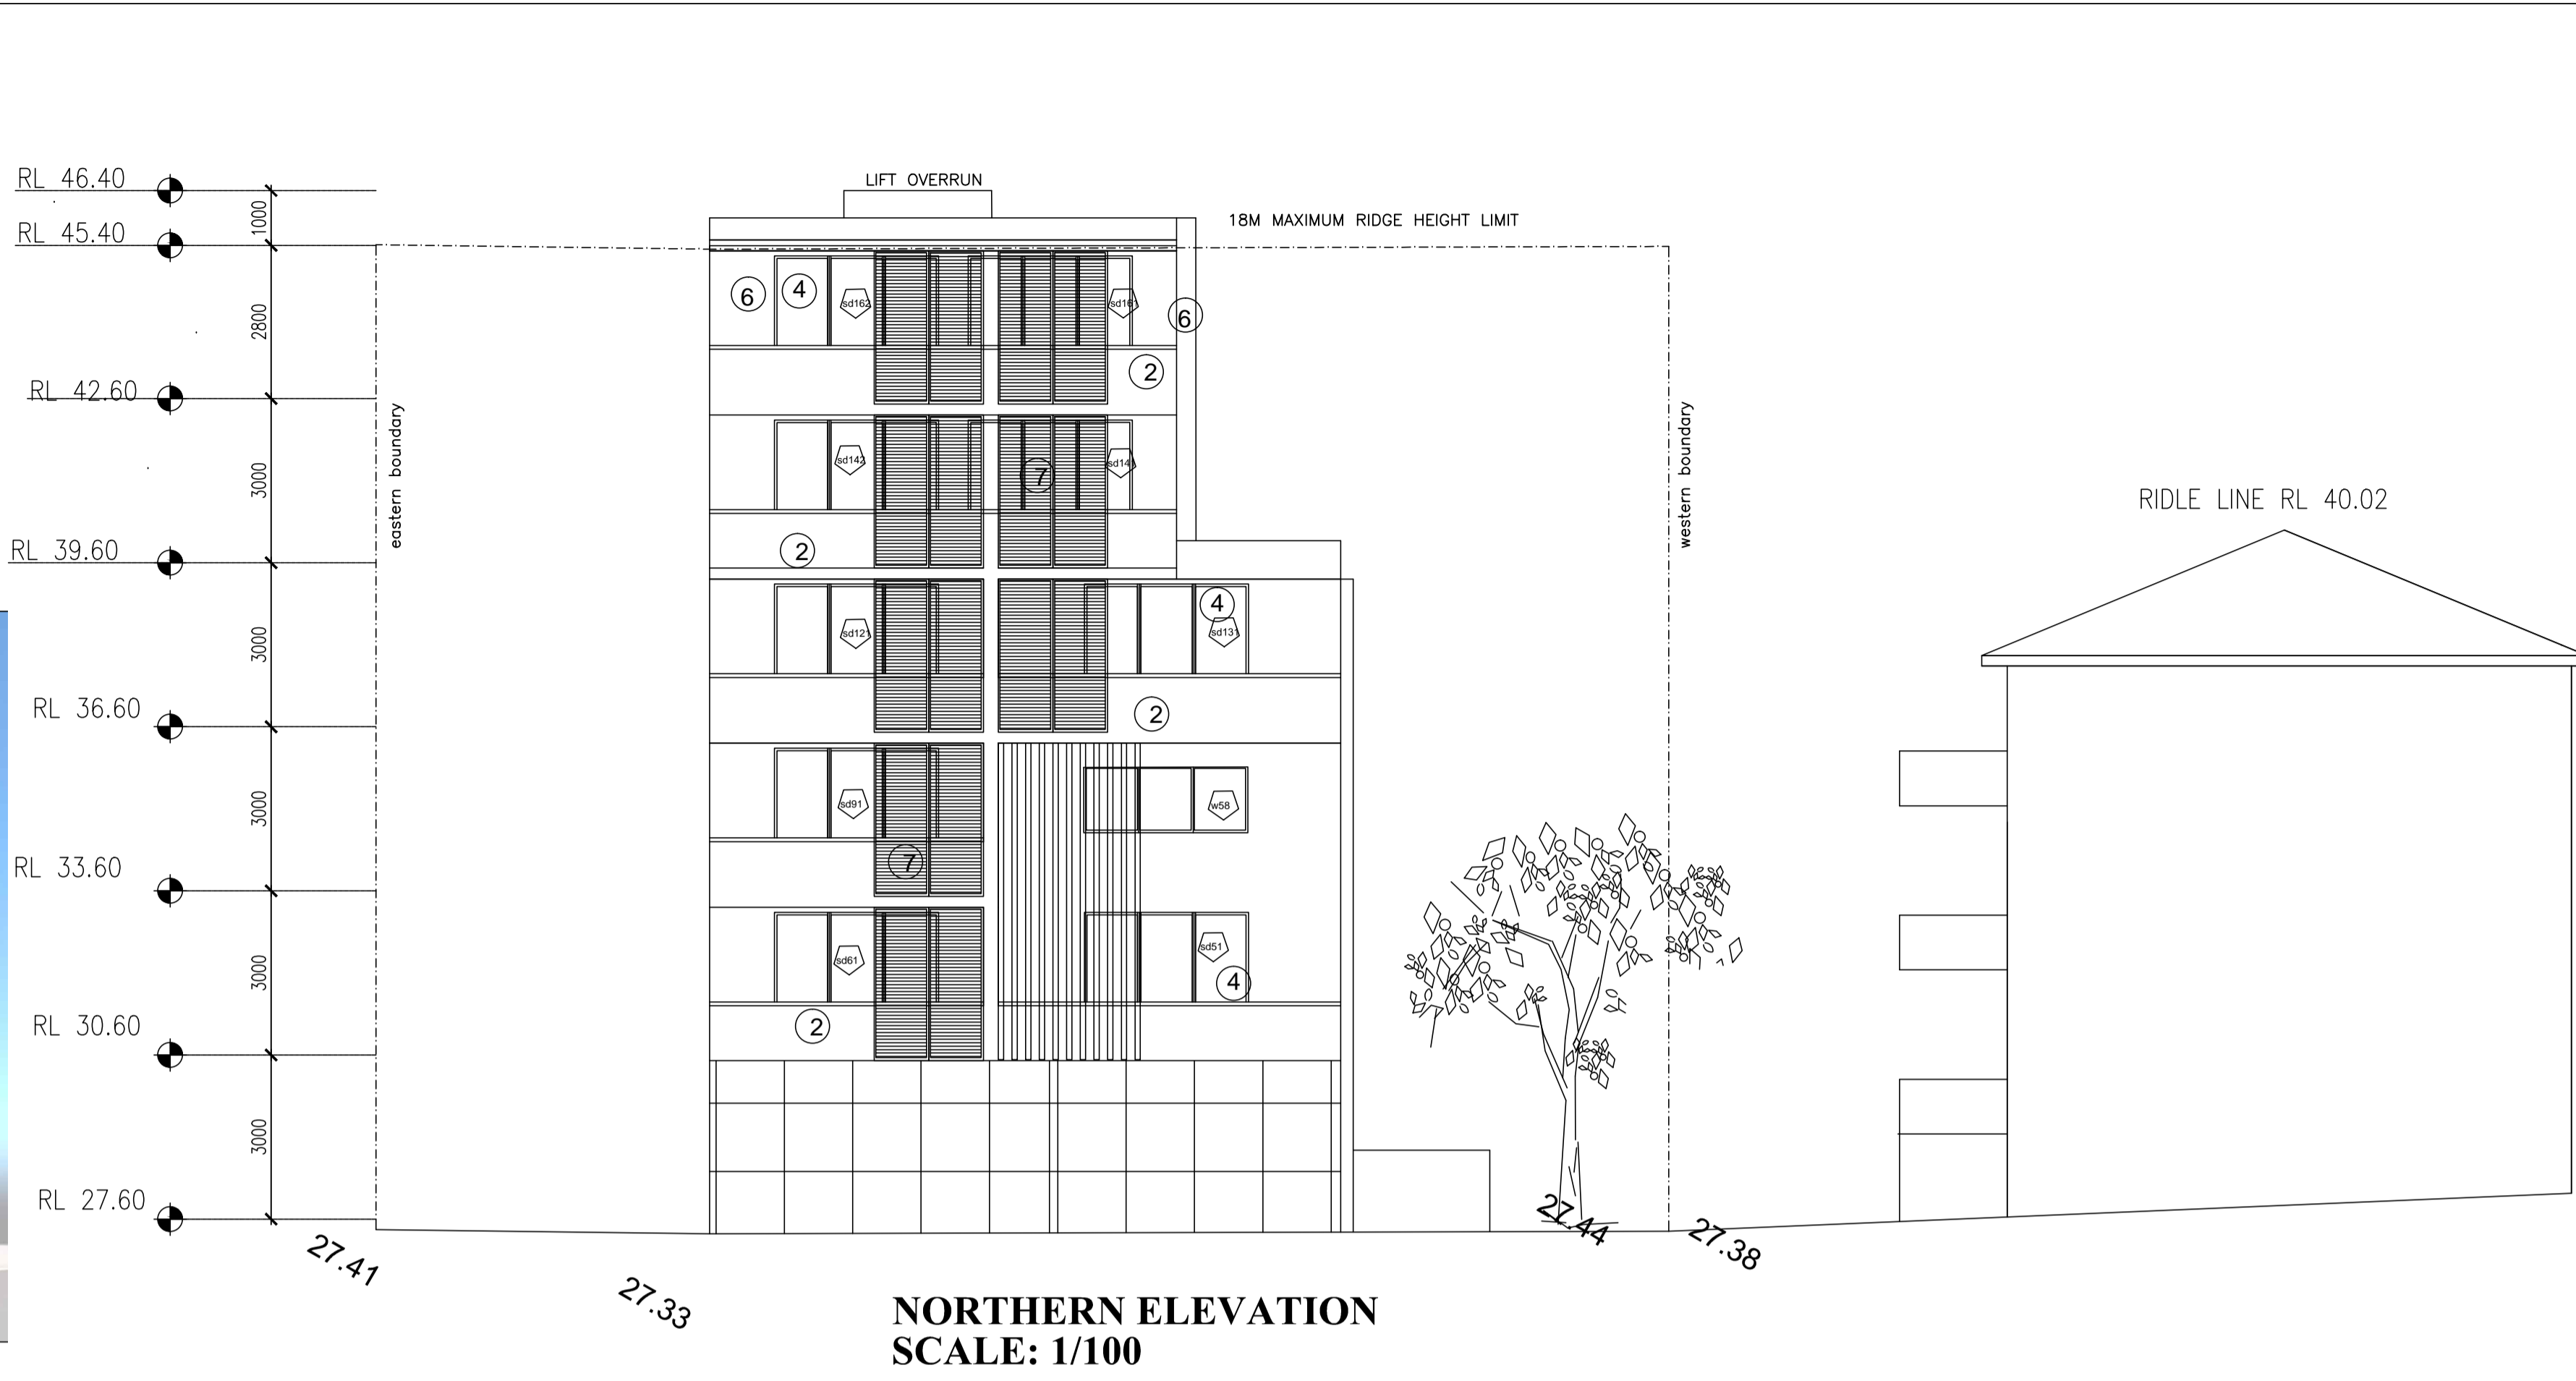 LIFT OVERRUN
RL 46.40
1000
18M MAXIMUM RIDGE HEIGHT LIMIT
RL 45.40
6
4
sd162
sd161
6
2800
2
RL 42.60
eastern boundary
western boundary
sd142
sd141
7
3000
RIDLE LINE RL 40.02
2
RL 39.60
4
sd121
sd131
3000
RL 36.60
2
sd91
w58
3000
7
RL 33.60
sd61
sd51
4
3000
2
RL 30.60
3000
RL 27.60
27.41
27.33
27.44
27.38
NORTHERN ELEVATION
SCALE: 1/100